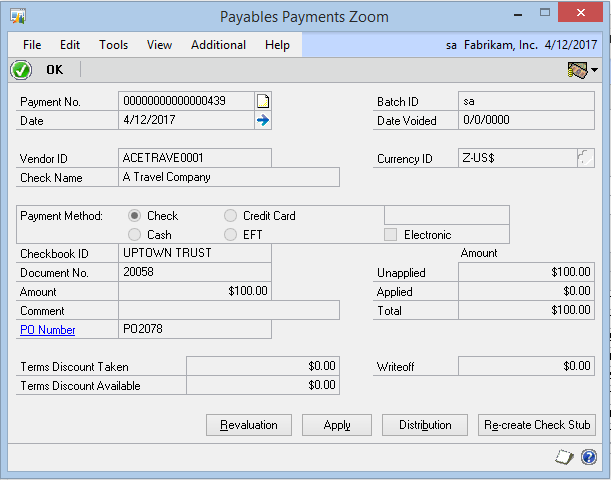 Payables Payments Zoom
File Edit Tools View Additional Help sa Fabrikam, Inc. 4/12/2017
OK
Payment No. 00000000000000439 Batch ID sa
Date 4/12/2017 Date Voided 0/0/0000
Vendor ID ACETRAVE0001 Currency ID Z-US$
Check Name A Travel Company
Payment Method: Check Credit Card
Cash EFT Electronic
Checkbook ID UPTOWN TRUST Amount
Document No. 20058 Unapplied $100.00
Amount $100.00 Applied $0.00
Comment Total $100.00
PO Number PO2078
Terms Discount Taken $0.00 Writeoff $0.00
Terms Discount Available $0.00
Revaluation Apply Distribution Re-create Check Stub